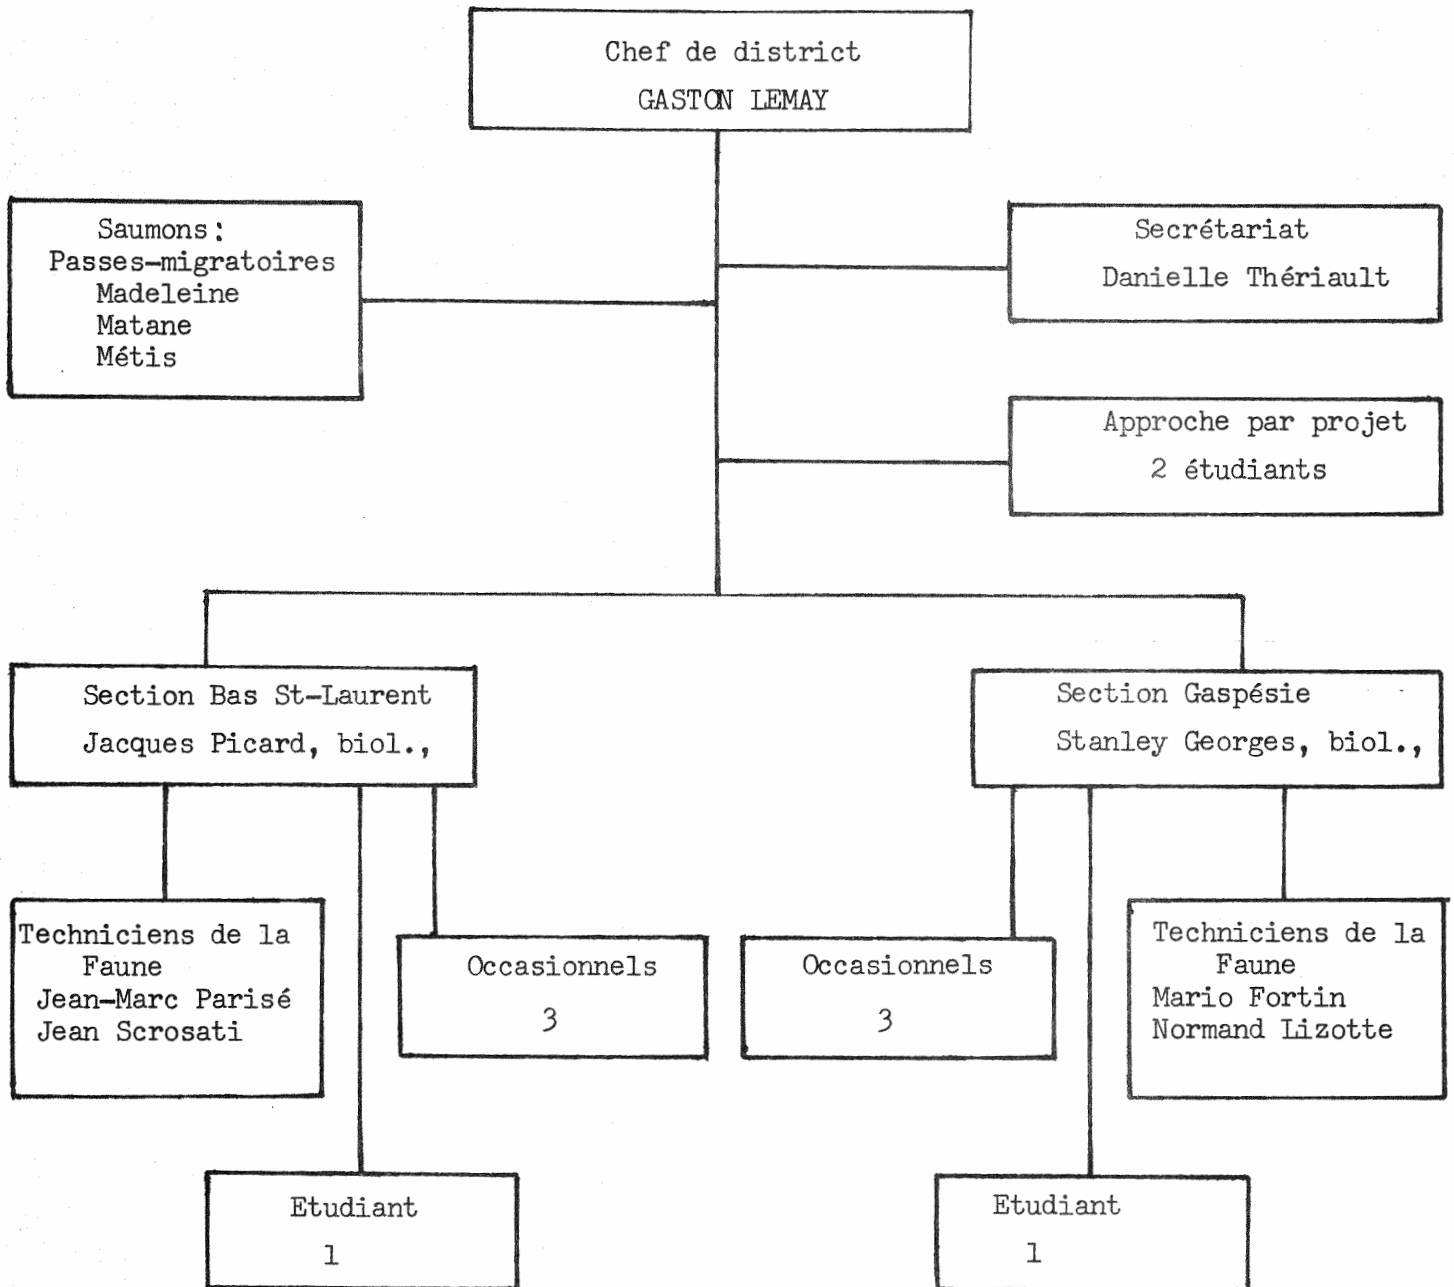 Chef de district
GASTON LEMAY
Saumons:
Passes-migratoires
Madeleine
Matane
Métis
Secrétariat
Danielle Thériault
Approche par projet
2 étudiants
Section Bas St-Laurent
Jacques Picard, biol.,
Section Gaspésie
Stanley Georges, biol.,
Techniciens de la
Faune
Jean-Marc Parisé
Jean Scrosati
Occasionnels
3
Occasionnels
3
Techniciens de la
Faune
Mario Fortin
Normand Lizotte
Etudiant
1
Etudiant
1